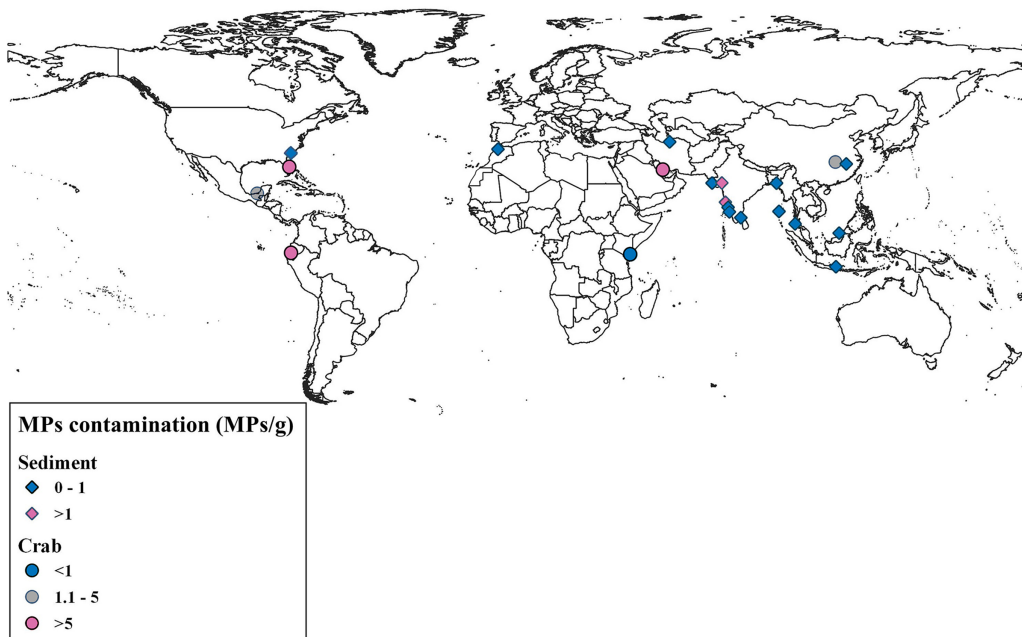 MPs contamination (MPs/g)
Sediment
0 - 1
>1
Crab
<1
1.1 - 5
>5